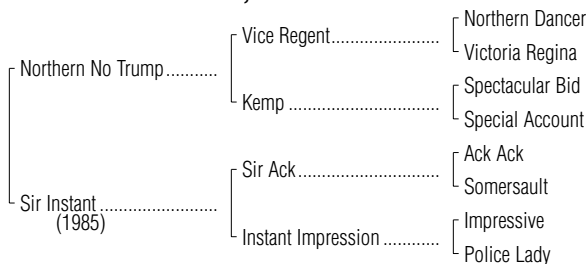 Northern Dancer
Vice Regent
Victoria Regina
Northern No Trump
Spectacular Bid
Kemp
Special Account
Ack Ack
Sir Ack
Somersault
Sir Instant
(1985)
Impressive
Instant Impression
Police Lady